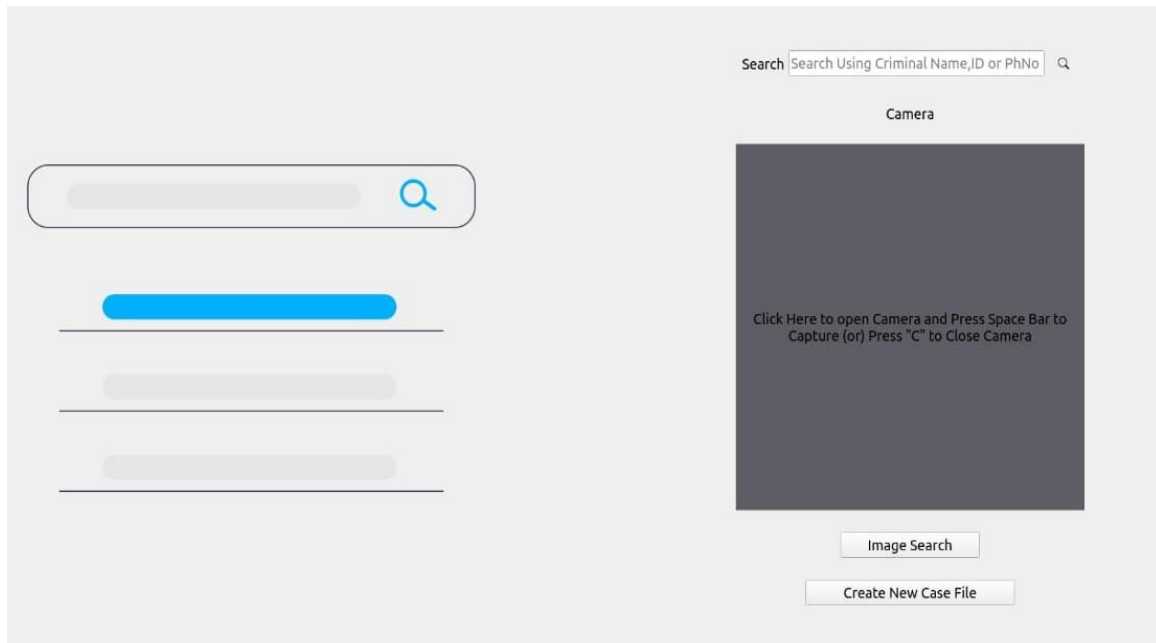 Search Search Using Criminal Name,ID or PhNo
Camera
Click Here to open Camera and Press Space Bar to
Capture (or) Press "C" to Close Camera
Image Search
Create New Case File